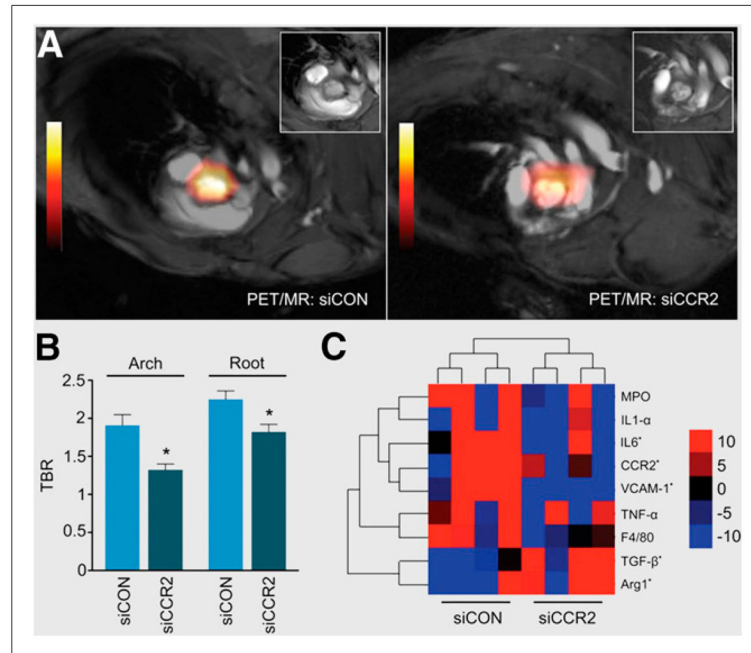 A
PET/MR: siCON
PET/MR: siCCR2
B
Arch
Root
2.5
2
1.5
1
0.5
0
TBR
*
*
siCON
siCCR2
siCON
siCCR2
C
MPO
IL1-α
IL6*
CCR2*
VCAM-1*
TNF-α
F4/80
TGF-β*
Arg1*
10
5
0
-5
-10
siCON
siCCR2